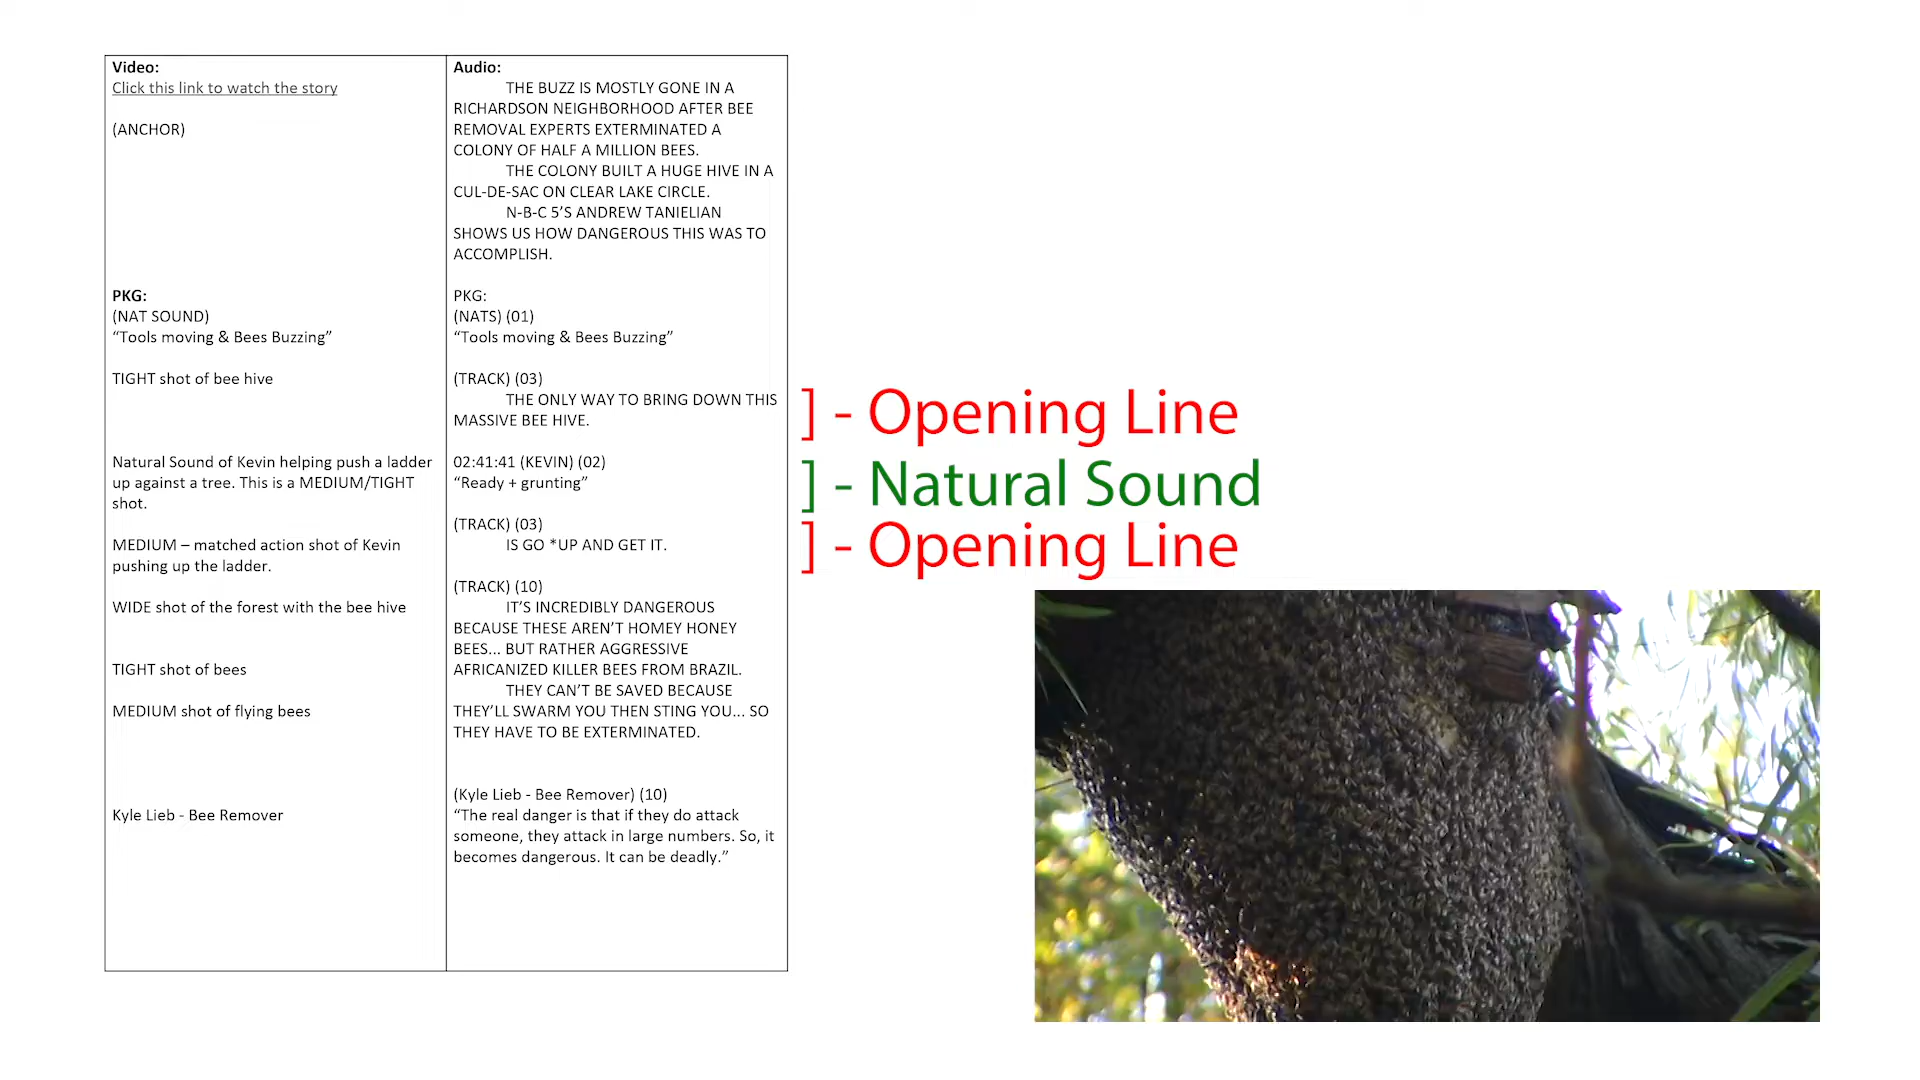 Video:
Click this link to watch the story
(ANCHOR)
PKG:
(NAT SOUND)
“Tools moving & Bees Buzzing”
TIGHT shot of bee hive
Natural Sound of Kevin helping push a ladder
up against a tree. This is a MEDIUM/TIGHT
shot.
MEDIUM – matched action shot of Kevin
pushing up the ladder.
WIDE shot of the forest with the bee hive
TIGHT shot of bees
MEDIUM shot of flying bees
Kyle Lieb - Bee Remover
Audio:
THE BUZZ IS MOSTLY GONE IN A
RICHARDSON NEIGHBORHOOD AFTER BEE
REMOVAL EXPERTS EXTERMINATED A
COLONY OF HALF A MILLION BEES.
THE COLONY BUILT A HUGE HIVE IN A
CUL-DE-SAC ON CLEAR LAKE CIRCLE.
N-B-C 5’S ANDREW TANIELIAN
SHOWS US HOW DANGEROUS THIS WAS TO
ACCOMPLISH.
PKG:
(NATS) (01)
“Tools moving & Bees Buzzing”
(TRACK) (03)
THE ONLY WAY TO BRING DOWN THIS
MASSIVE BEE HIVE.
02:41:41 (KEVIN) (02)
“Ready + grunting”
(TRACK) (03)
IS GO *UP AND GET IT.
(TRACK) (10)
IT’S INCREDIBLY DANGEROUS
BECAUSE THESE AREN’T HOMEY HONEY
BEES... BUT RATHER AGGRESSIVE
AFRICANIZED KILLER BEES FROM BRAZIL.
THEY CAN’T BE SAVED BECAUSE
THEY’LL SWARM YOU THEN STING YOU... SO
THEY HAVE TO BE EXTERMINATED.
(Kyle Lieb - Bee Remover) (10)
“The real danger is that if they do attack
someone, they attack in large numbers. So, it
becomes dangerous. It can be deadly.”
] - Opening Line
] - Natural Sound
] - Opening Line